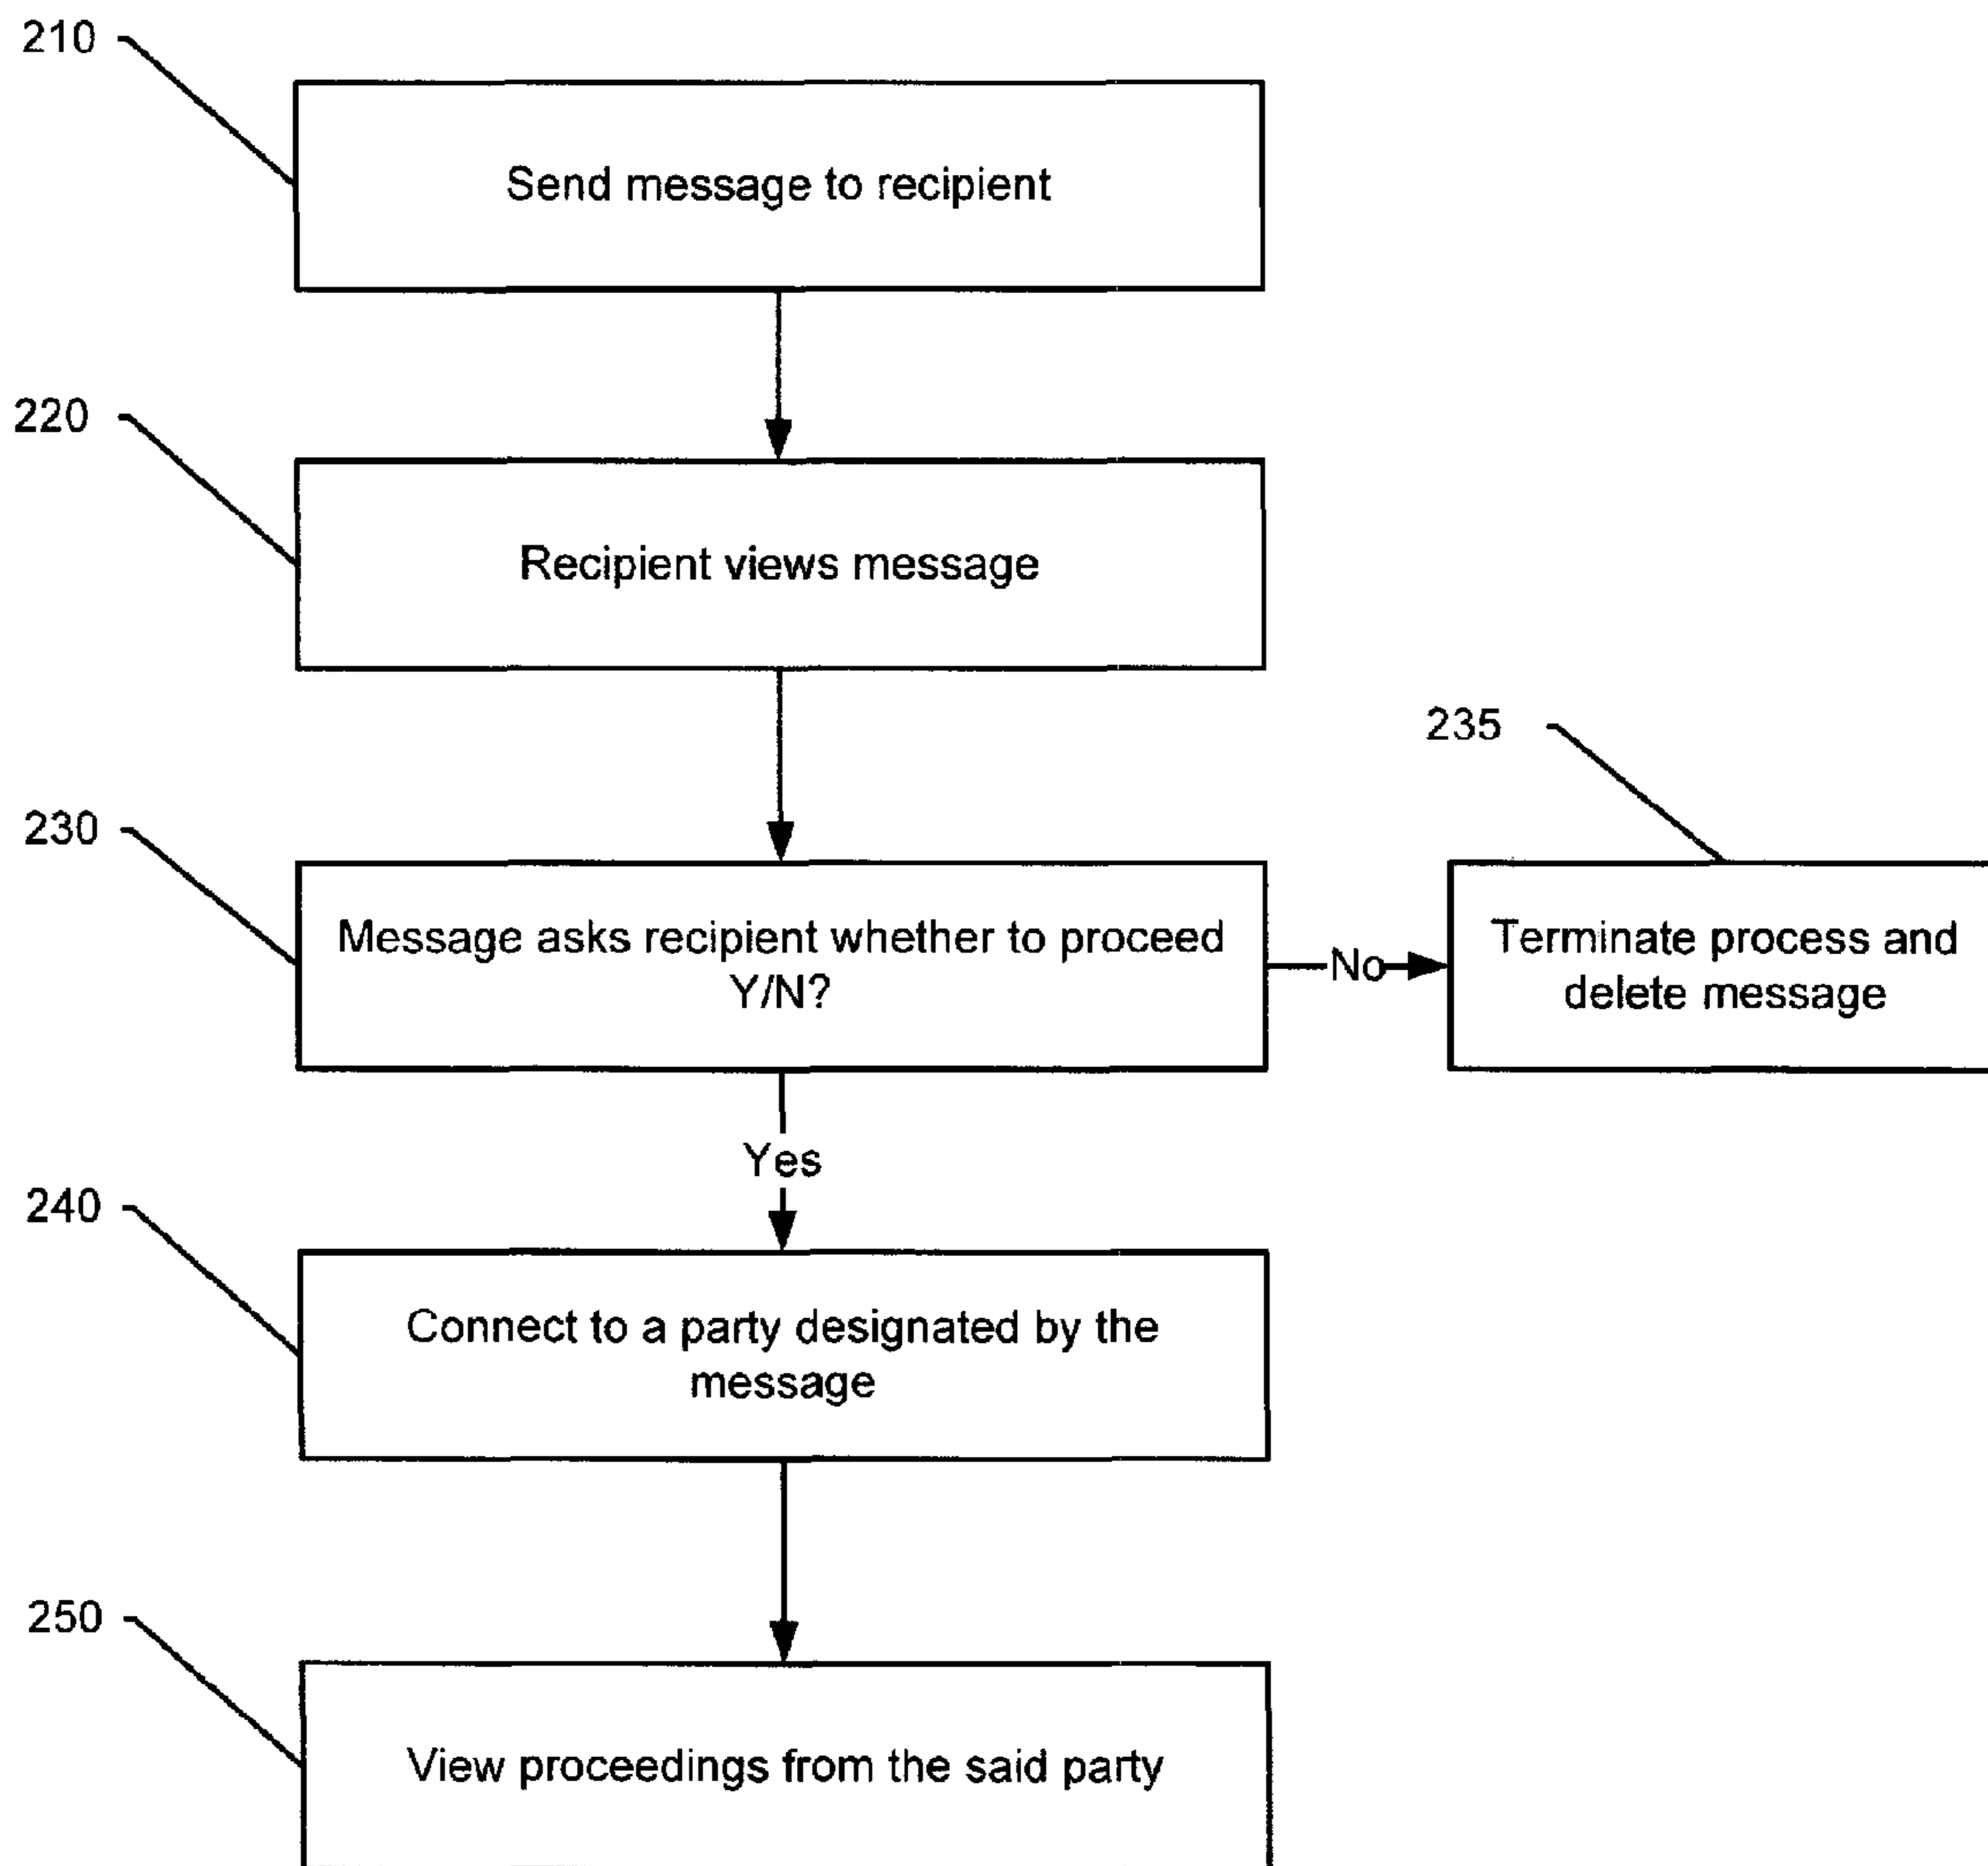 210
Send message to recipient
220
Recipient views message
235
230
Message asks recipient whether to proceed
Y/N?
No
Terminate process and
delete message
Yes
240
Connect to a party designated by the
message
250
View proceedings from the said party